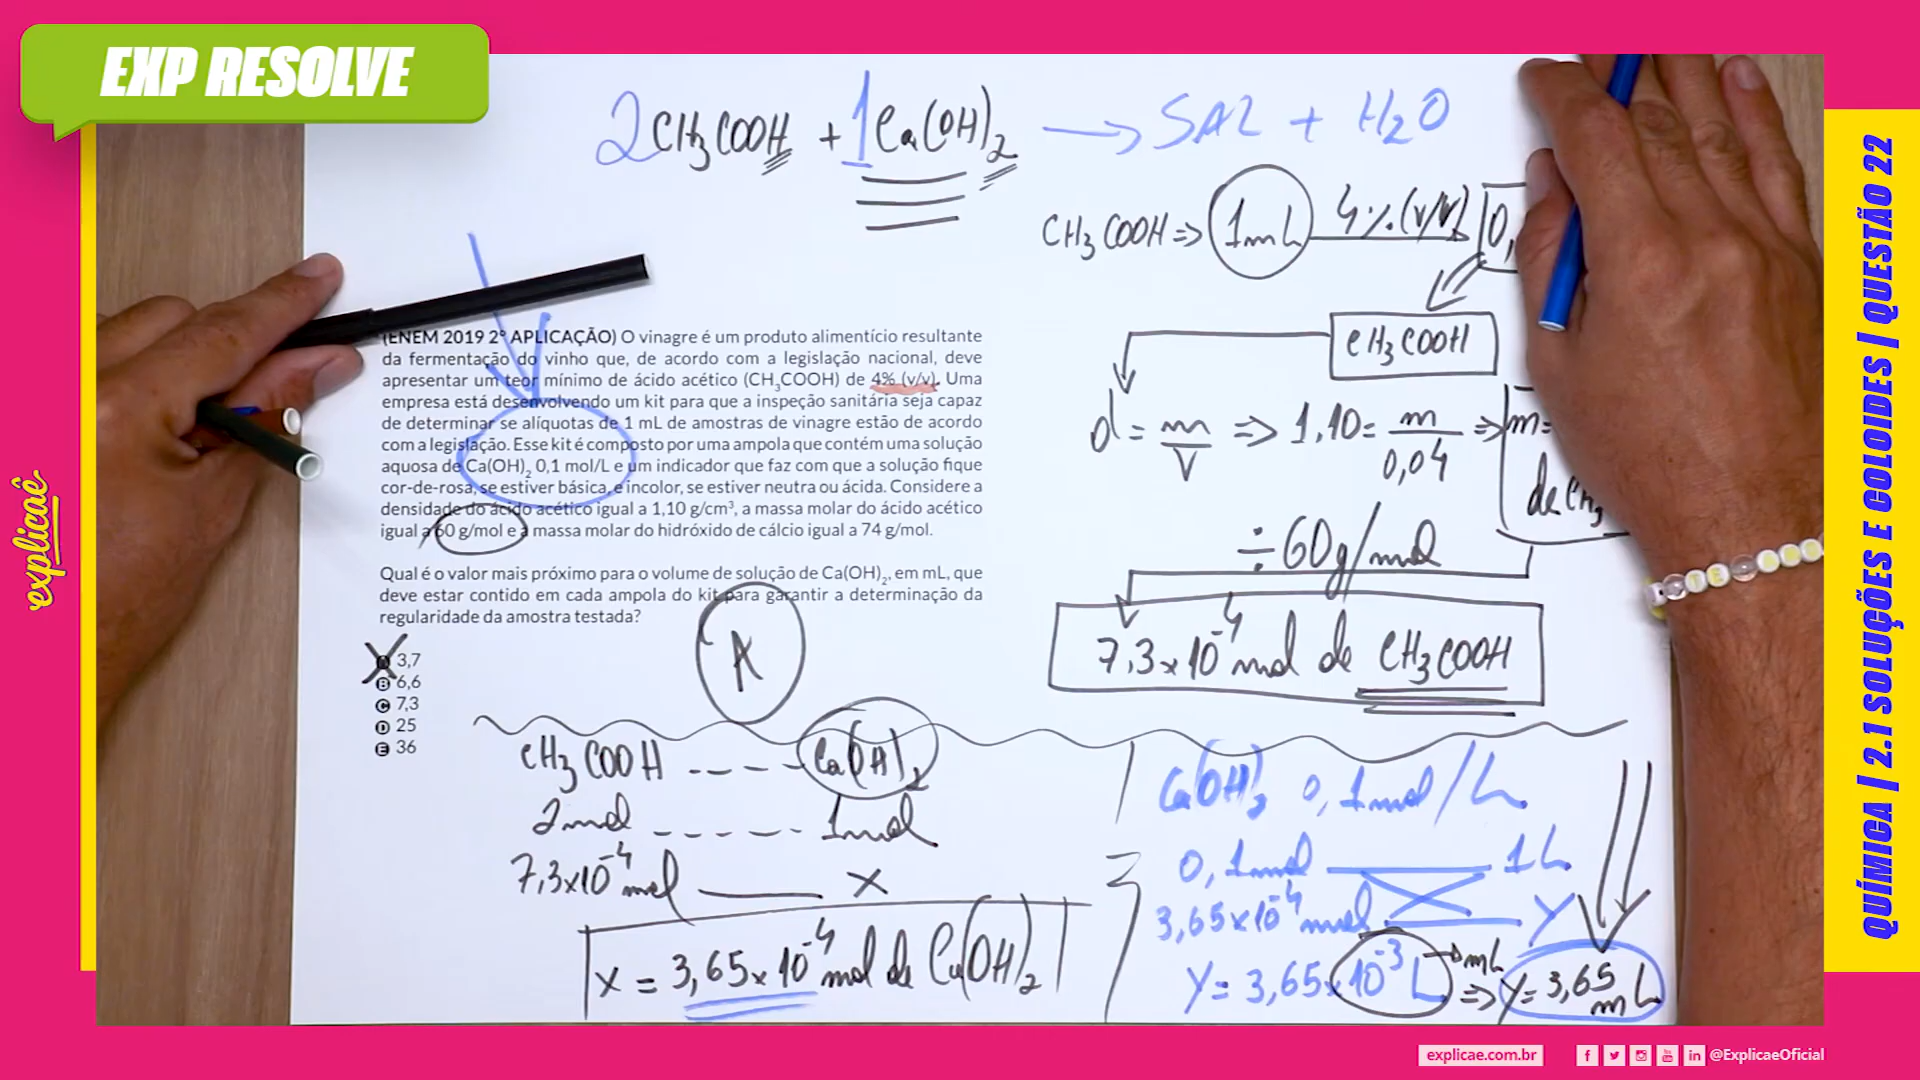 EXP RESOLVE
2CH3COOH + 1Ca(OH)2 → SAL + H2O
CH3COOH ⇒ 1mL 4%(v/v) 0,
CH3COOH
d = m/V ⇒ 1,10 = m/0,04 ⇒ m=
de CH3
÷ 60g/mol
7,3x10⁻⁴ mol de CH3COOH
(ENEM 2019 2° APLICAÇÃO) O vinagre é um produto alimentício resultante
da fermentação do vinho que, de acordo com a legislação nacional, deve
apresentar um teor mínimo de ácido acético (CH3COOH) de 4% (v/v). Uma
empresa está desenvolvendo um kit para que a inspeção sanitária seja capaz
de determinar se alíquotas de 1 mL de amostras de vinagre estão de acordo
com a legislação. Esse kit é composto por uma ampola que contém uma solução
aquosa de Ca(OH)2 0,1 mol/L e um indicador que faz com que a solução fique
cor-de-rosa, se estiver básica, e incolor, se estiver neutra ou ácida. Considere a
densidade do ácido acético igual a 1,10 g/cm³, a massa molar do ácido acético
igual a 60 g/mol e a massa molar do hidróxido de cálcio igual a 74 g/mol.
Qual é o valor mais próximo para o volume de solução de Ca(OH)2, em mL, que
deve estar contido em cada ampola do kit para garantir a determinação da
regularidade da amostra testada?
A 3,7
B 6,6
C 7,3
D 25
E 36
A
CH3COOH ---- Ca(OH)2
2mol ------ 1mol
7,3x10⁻⁴ mol ____ X
X = 3,65x10⁻⁴ mol de Ca(OH)2
Ca(OH)2 0,1mol/L
0,1mol 1L
3,65x10⁻⁴ mol Y
Y = 3,65x10⁻³ L → mL ⇒ Y = 3,65 mL
explicaê
QUÍMICA | 2.1 SOLUÇÕES E COLOIDES | QUESTÃO 22
explicae.com.br
@ExplicaeOficial